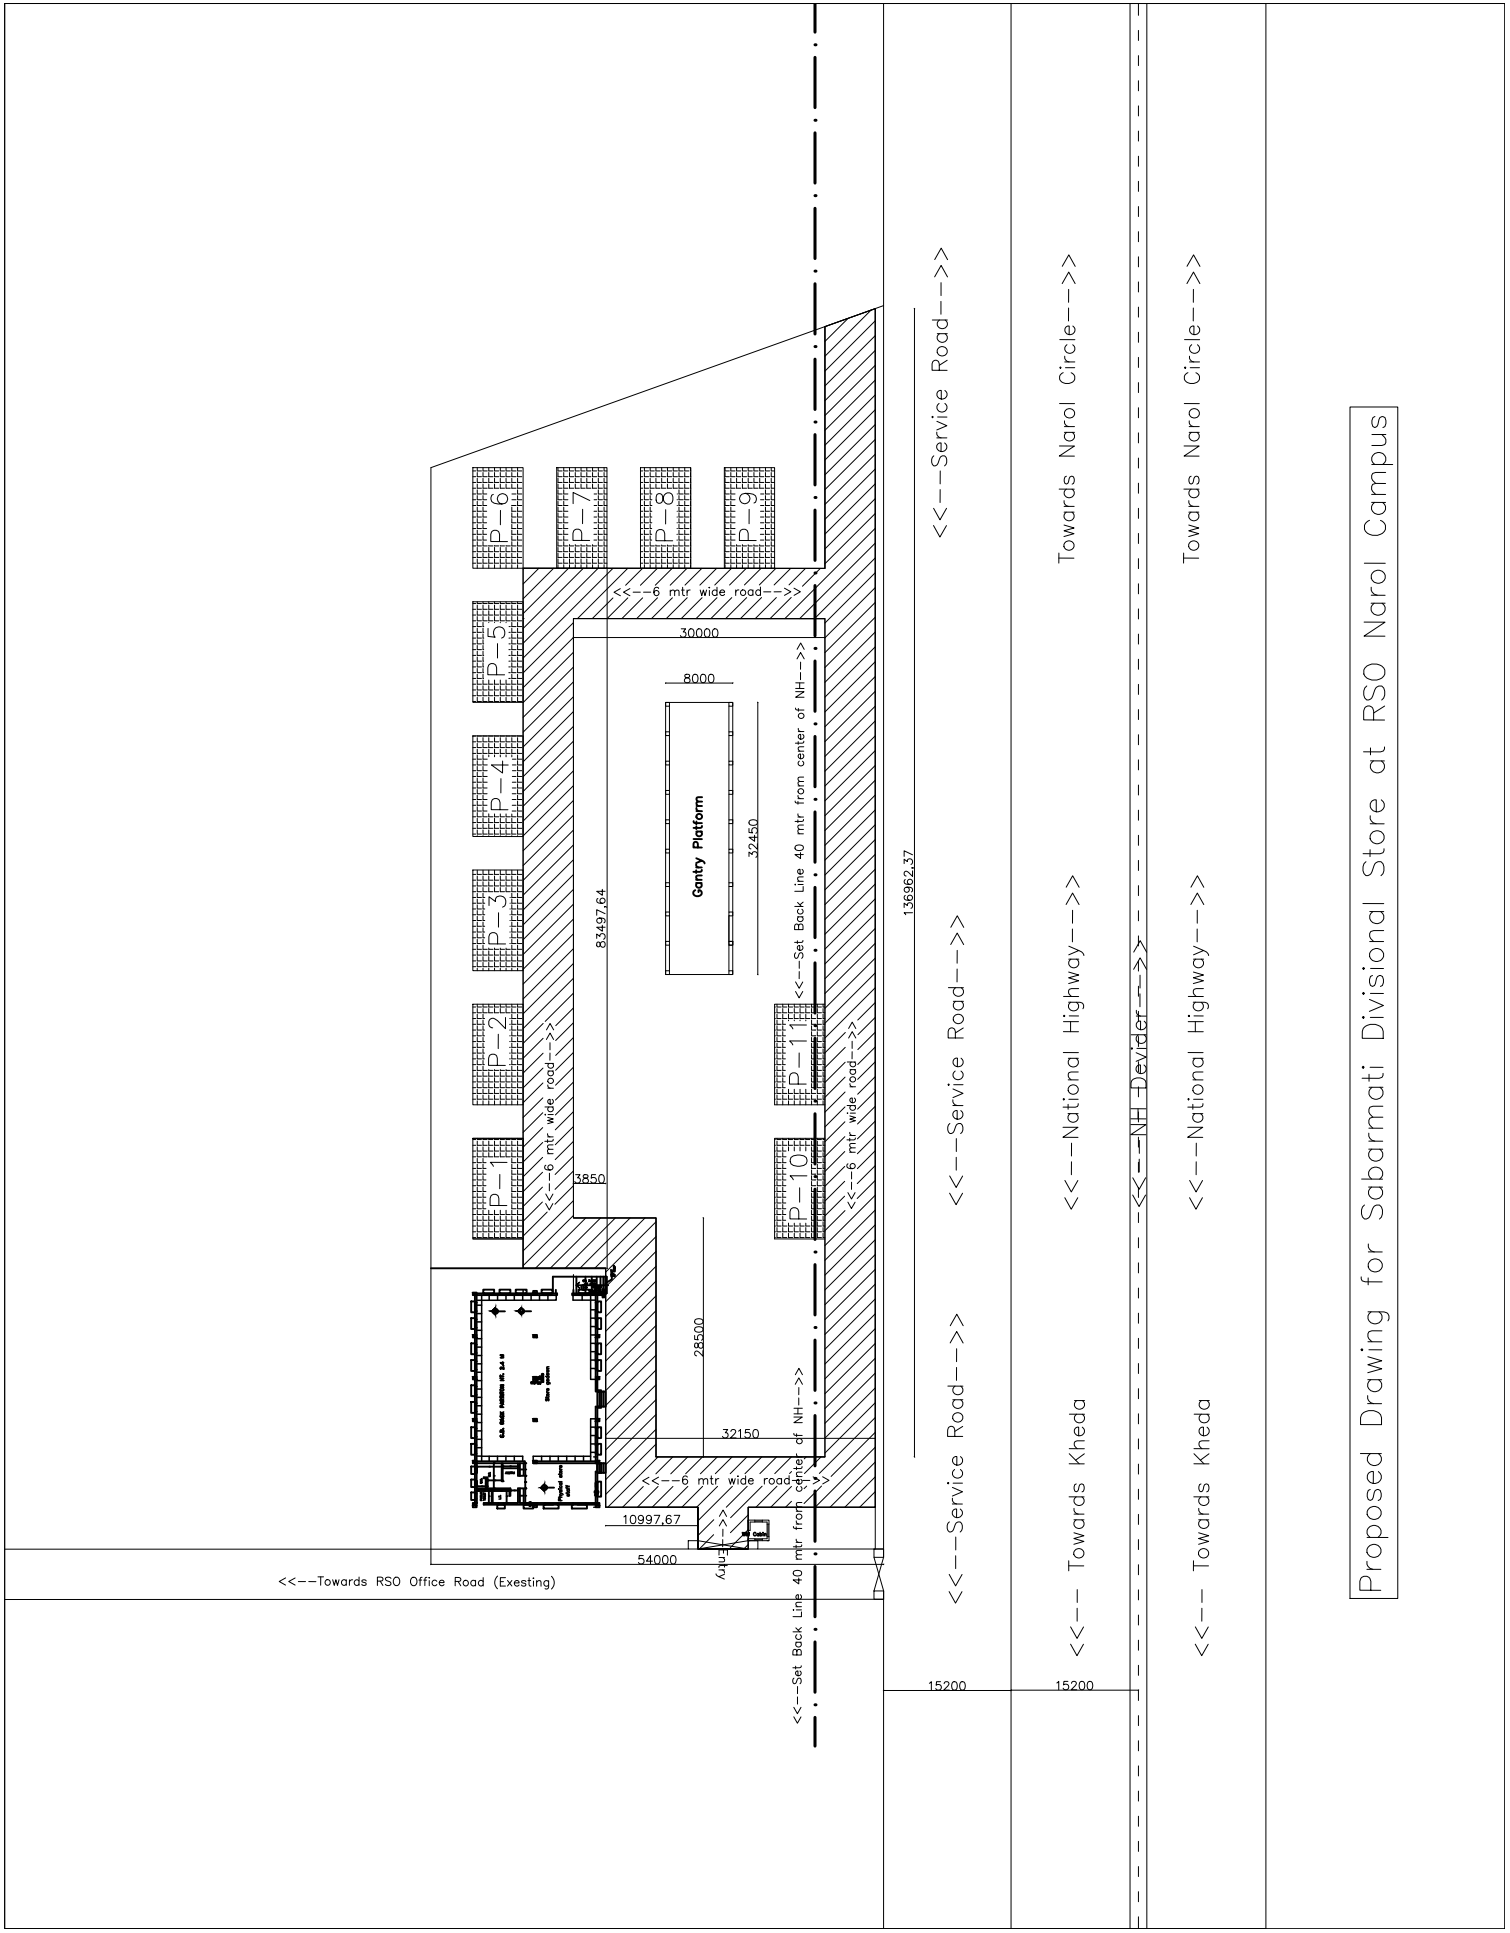 Proposed Drawing for Sabarmati Divisional Store at RSO Narol Campus
<<---Service Road--->>
Towards Narol Circle-->>
Towards Narol Circle-->>
P-6
P-7
P-8
P-9
<<--6 mtr wide road-->>
P-5
30000
8000
<<---Set Back Line 40 mtr from center of NH--->>
P-4
Gantry Platform
32450
P-3
83497,64
136962,37
<<---Service Road--->>
<<---National Highway-->>
<<---NH Devider--->>
<<---National Highway-->>
P-2
<<--6 mtr wide road-->>
P-11
<<--6 mtr wide road-->>
P-1
3850
P-10
28500
Store godown
Physical store
staff
32150
<<--6 mtr wide road-->>
<<---Service Road--->>
<<-- Towards Kheda
<<-- Towards Kheda
10997,67
Entry
54000
<<--Towards RSO Office Road (Exesting)
<<---Set Back Line 40 mtr from center of NH--->>
15200
15200